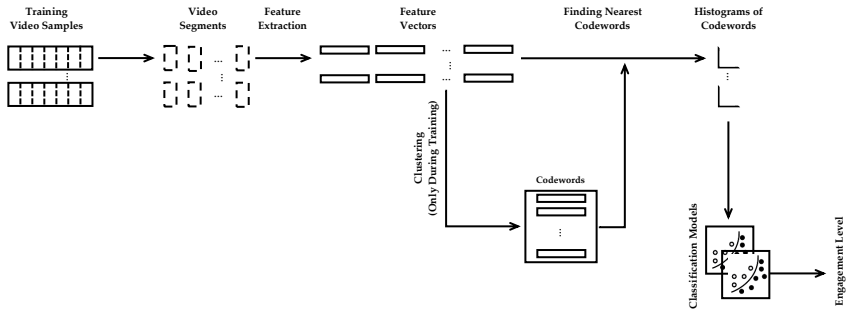 Training
Video Samples
Video
Segments
Feature
Extraction
Feature
Vectors
Finding Nearest
Codewords
Histograms of
Codewords
...
...
...
...
...
...
...
...
Clustering
(Only During Training)
Codewords
...
Classification Models
Engagement Level